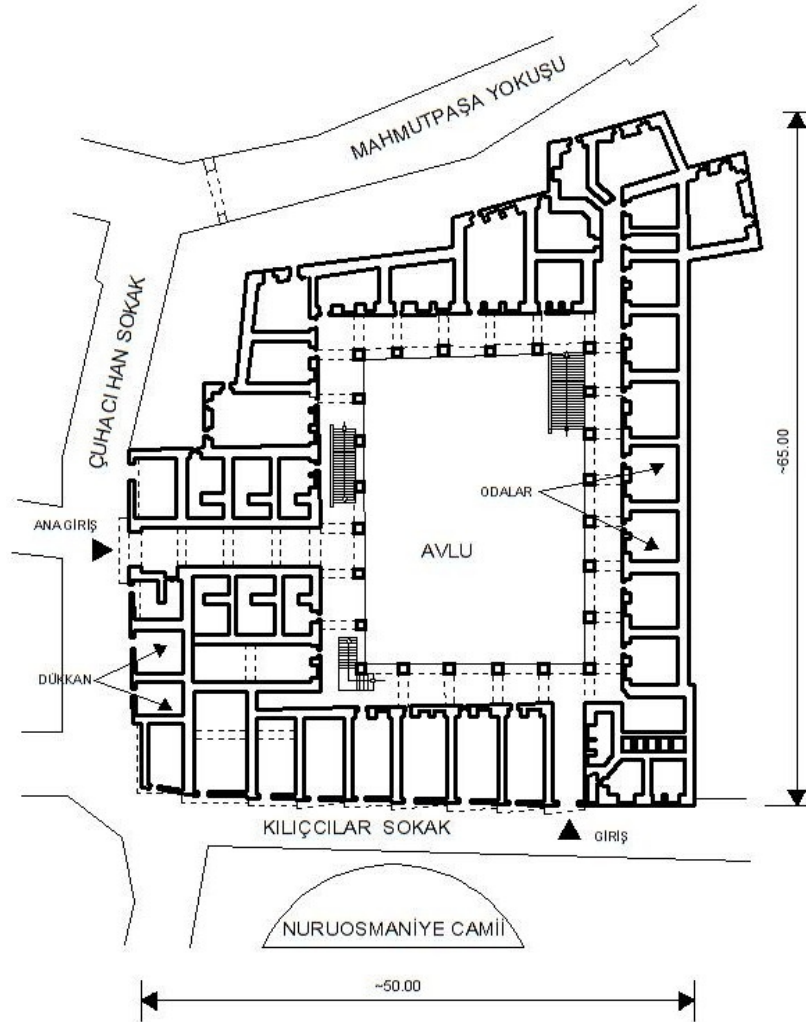 MAHMUTPAŞA YOKUŞU
ÇUHACI HAN SOKAK
~65.00
ODALAR
ANA GİRİŞ
AVLU
DÜKKAN
KILIÇCILAR SOKAK
GİRİŞ
NURUOSMANİYE CAMİİ
~50.00